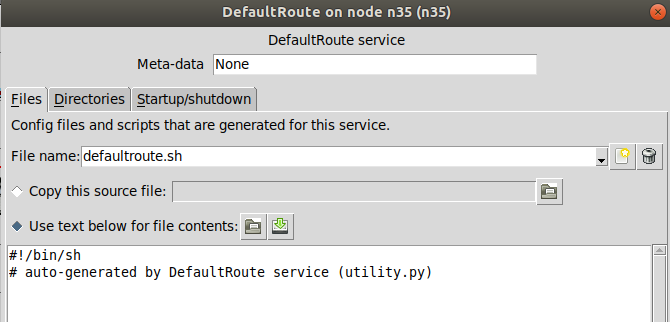 DefaultRoute on node n35 (n35)
DefaultRoute service
Meta-data None
Files Directories Startup/shutdown
Config files and scripts that are generated for this service.
File name: defaultroute.sh
Copy this source file:
Use text below for file contents:
#!/bin/sh
# auto-generated by DefaultRoute service (utility.py)